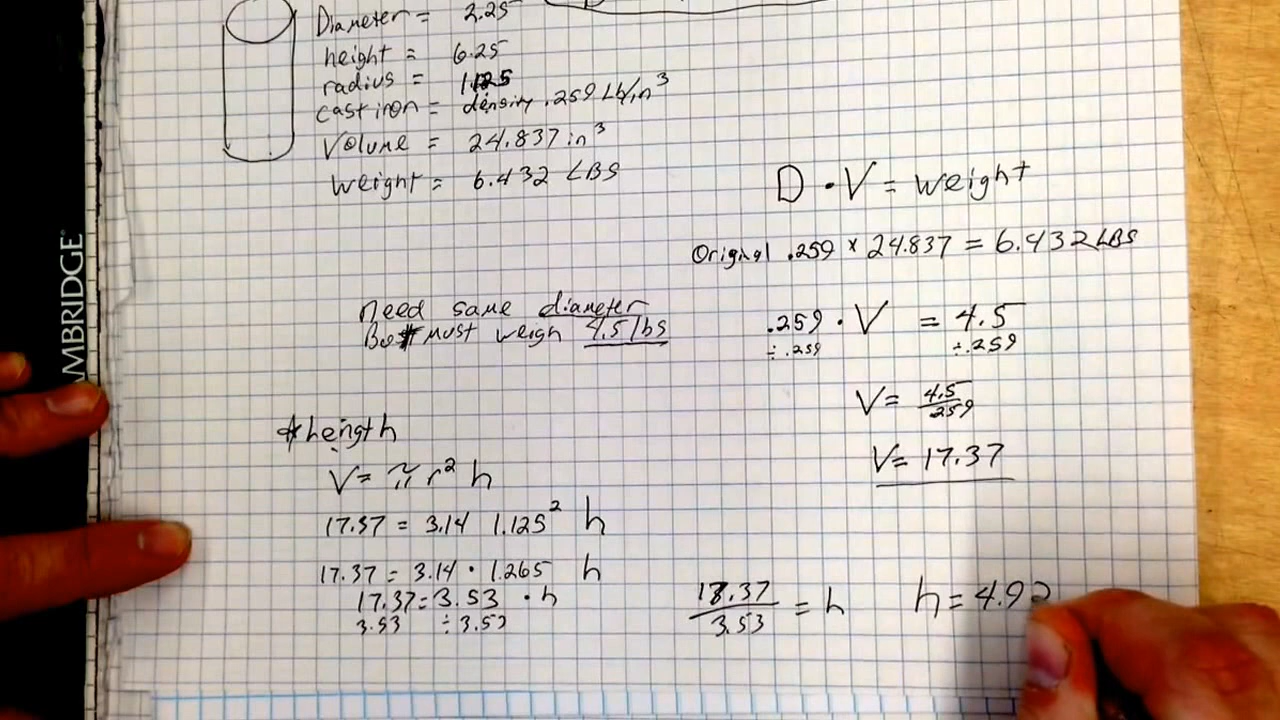 Diameter = 2.25
height = 6.25
radius = 1.125
cast iron = density .259 Lb/in³
Volume = 24.837 in³
weight = 6.432 LBS
D · V = weight
Original .259 × 24.837 = 6.432 LBS
Need same diameter
But must weigh 4.5 lbs
.259 · V = 4.5
÷ .259 ÷ .259
V = 4.5/259
V = 17.37
Length
V = π r² h
17.37 = 3.14 1.125² h
17.37 = 3.14 · 1.265 h
17.37 = 3.53 · h
3.53 ÷ 3.53
17.37/3.53 = h
h = 4.92
AMBRIDGE®